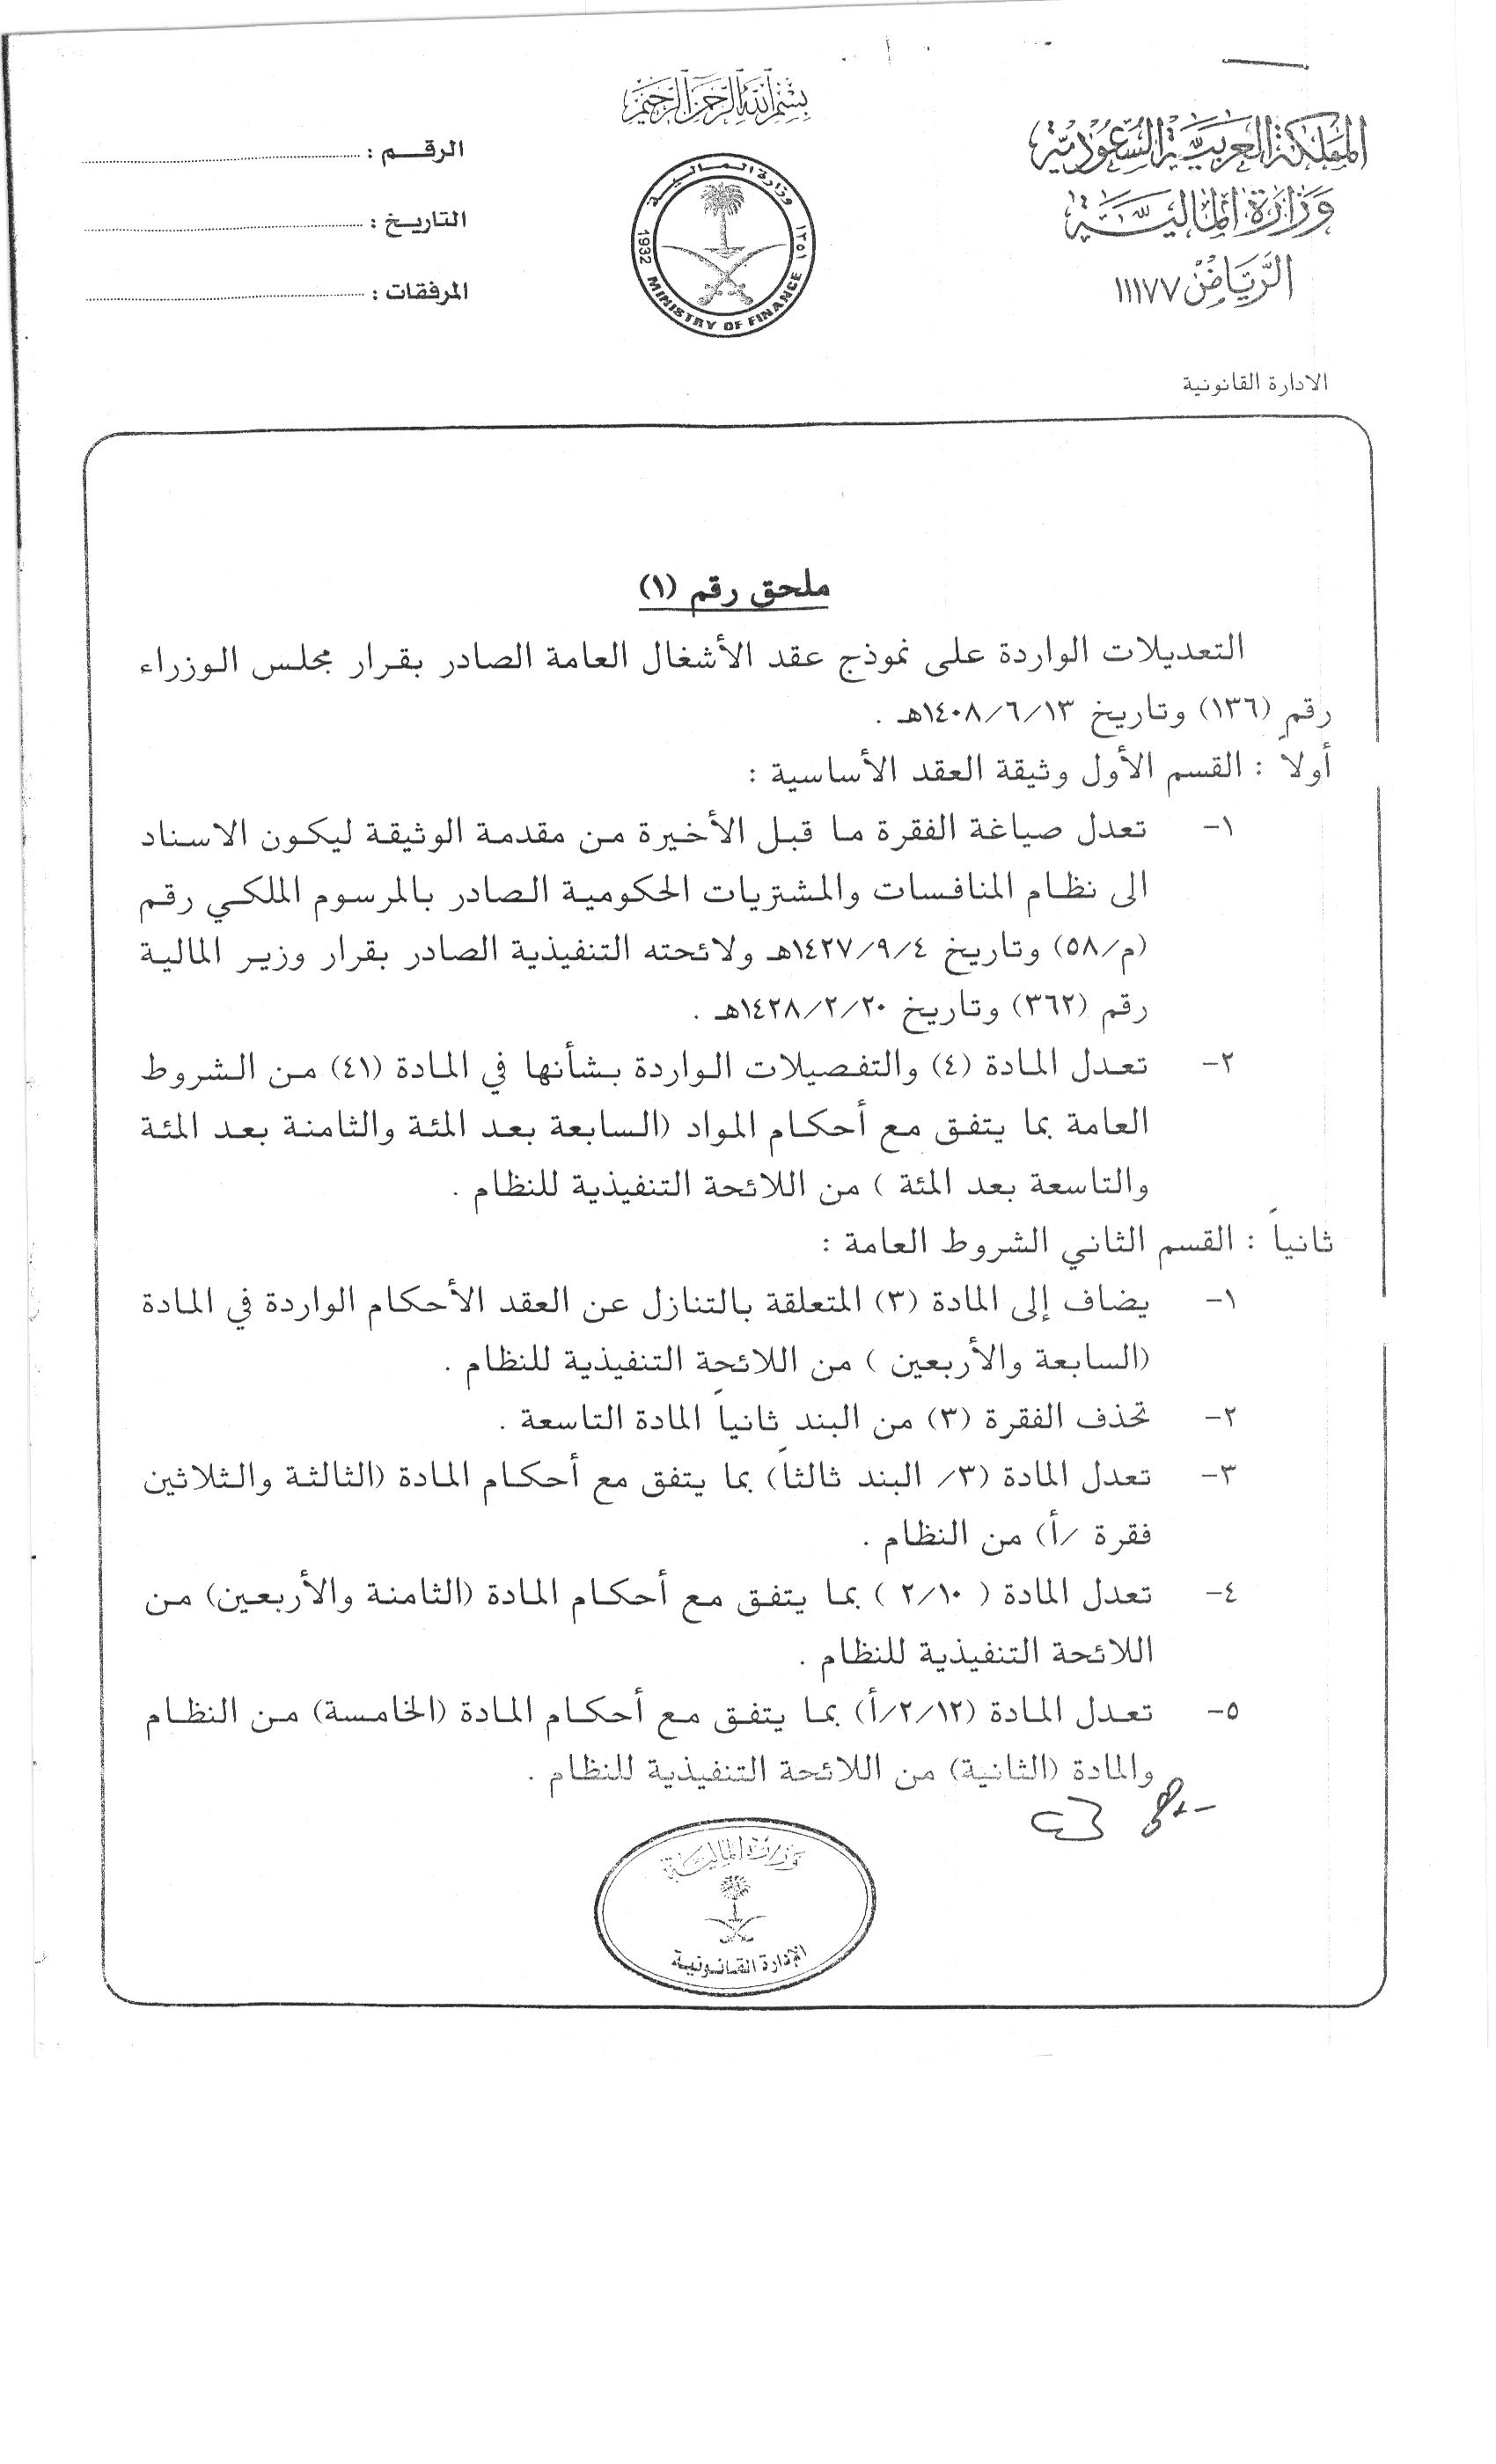 بسم الله الرحمن الرحيم
المملكة العربية السعودية
وزارة المالية
الرياض ١١١٧٧
الادارة القانونية
وزارة المالية
١٣٥١
1932
MINISTRY OF FINANCE
الرقم :
التاريخ :
المرفقات :
ملحق رقم (١)
التعديلات الواردة على نموذج عقد الأشغال العامة الصادر بقرار مجلس الوزراء
رقم (١٣٦) وتاريخ ١٤٠٨/٦/١٣هـ .
أولاً : القسم الأول وثيقة العقد الأساسية :
١- تعدل صياغة الفقرة ما قبل الأخيرة من مقدمة الوثيقة ليكون الاسناد
الى نظام المنافسات والمشتريات الحكومية الصادر بالمرسوم الملكي رقم
(م/٥٨) وتاريخ ١٤٢٧/٩/٤هـ ولائحته التنفيذية الصادر بقرار وزير المالية
رقم (٣٦٢) وتاريخ ١٤٢٨/٢/٢٠هـ .
٢- تعدل المادة (٤) والتفصيلات الواردة بشأنها في المادة (٤١) من الشروط
العامة بما يتفق مع أحكام المواد (السابعة بعد المئة والثامنة بعد المئة
والتاسعة بعد المئة ) من اللائحة التنفيذية للنظام .
ثانياً : القسم الثاني الشروط العامة :
١- يضاف إلى المادة (٣) المتعلقة بالتنازل عن العقد الأحكام الواردة في المادة
(السابعة والأربعين ) من اللائحة التنفيذية للنظام .
٢- تحذف الفقرة (٣) من البند ثانياً المادة التاسعة .
٣- تعدل المادة (٣/ البند ثالثاً) بما يتفق مع أحكام المادة (الثالثة والثلاثين
فقرة /أ) من النظام .
٤- تعدل المادة ( ٢/١٠ ) بما يتفق مع أحكام المادة (الثامنة والأربعين) من
اللائحة التنفيذية للنظام .
٥- تعدل المادة (٢/١٢/أ) بما يتفق مع أحكام المادة (الخامسة) من النظام
والمادة (الثانية) من اللائحة التنفيذية للنظام .
وزارة المالية
الإدارة القانونية